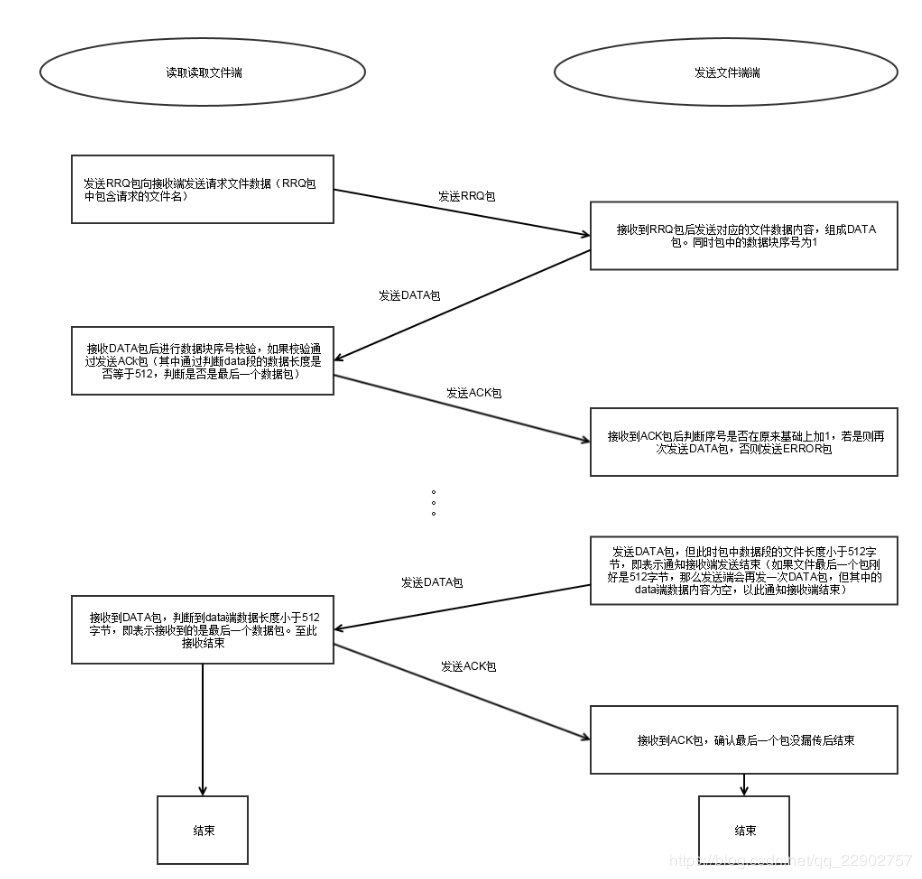 读取读取文件端
发送文件端端
发送RRQ包向接收端发送请求文件数据（RRQ包
中包含请求的文件名）
发送RRQ包
接收到RRQ包后发送对应的文件数据内容，组成DATA
包。同时包中的数据块序号为1
发送DATA包
接收DATA包后进行数据块序号校验，如果校验通
过发送ACk包（其中通过判断data段的数据长度是
否等于512，判断是否是最后一个数据包）
发送ACK包
接收到ACK包后判断序号是否在原来基础上加1，若是则再
次发送DATA包，否则发送ERROR包
发送DATA包，但此时包中数据段的文件长度小于512字
节，即表示通知接收端发送结束（如果文件最后一个包刚
好是512字节，那么发送端会再发一次DATA包，但其中的
data端数据内容为空，以此通知接收端结束）
发送DATA包
接收到DATA包，判断到data端数据长度小于512
字节，即表示接收到的是最后一个数据包。至此
接收结束
发送ACK包
接收到ACK包，确认最后一个包没漏传后结束
结束
结束
https://blog.csdn.net/qq_22902757